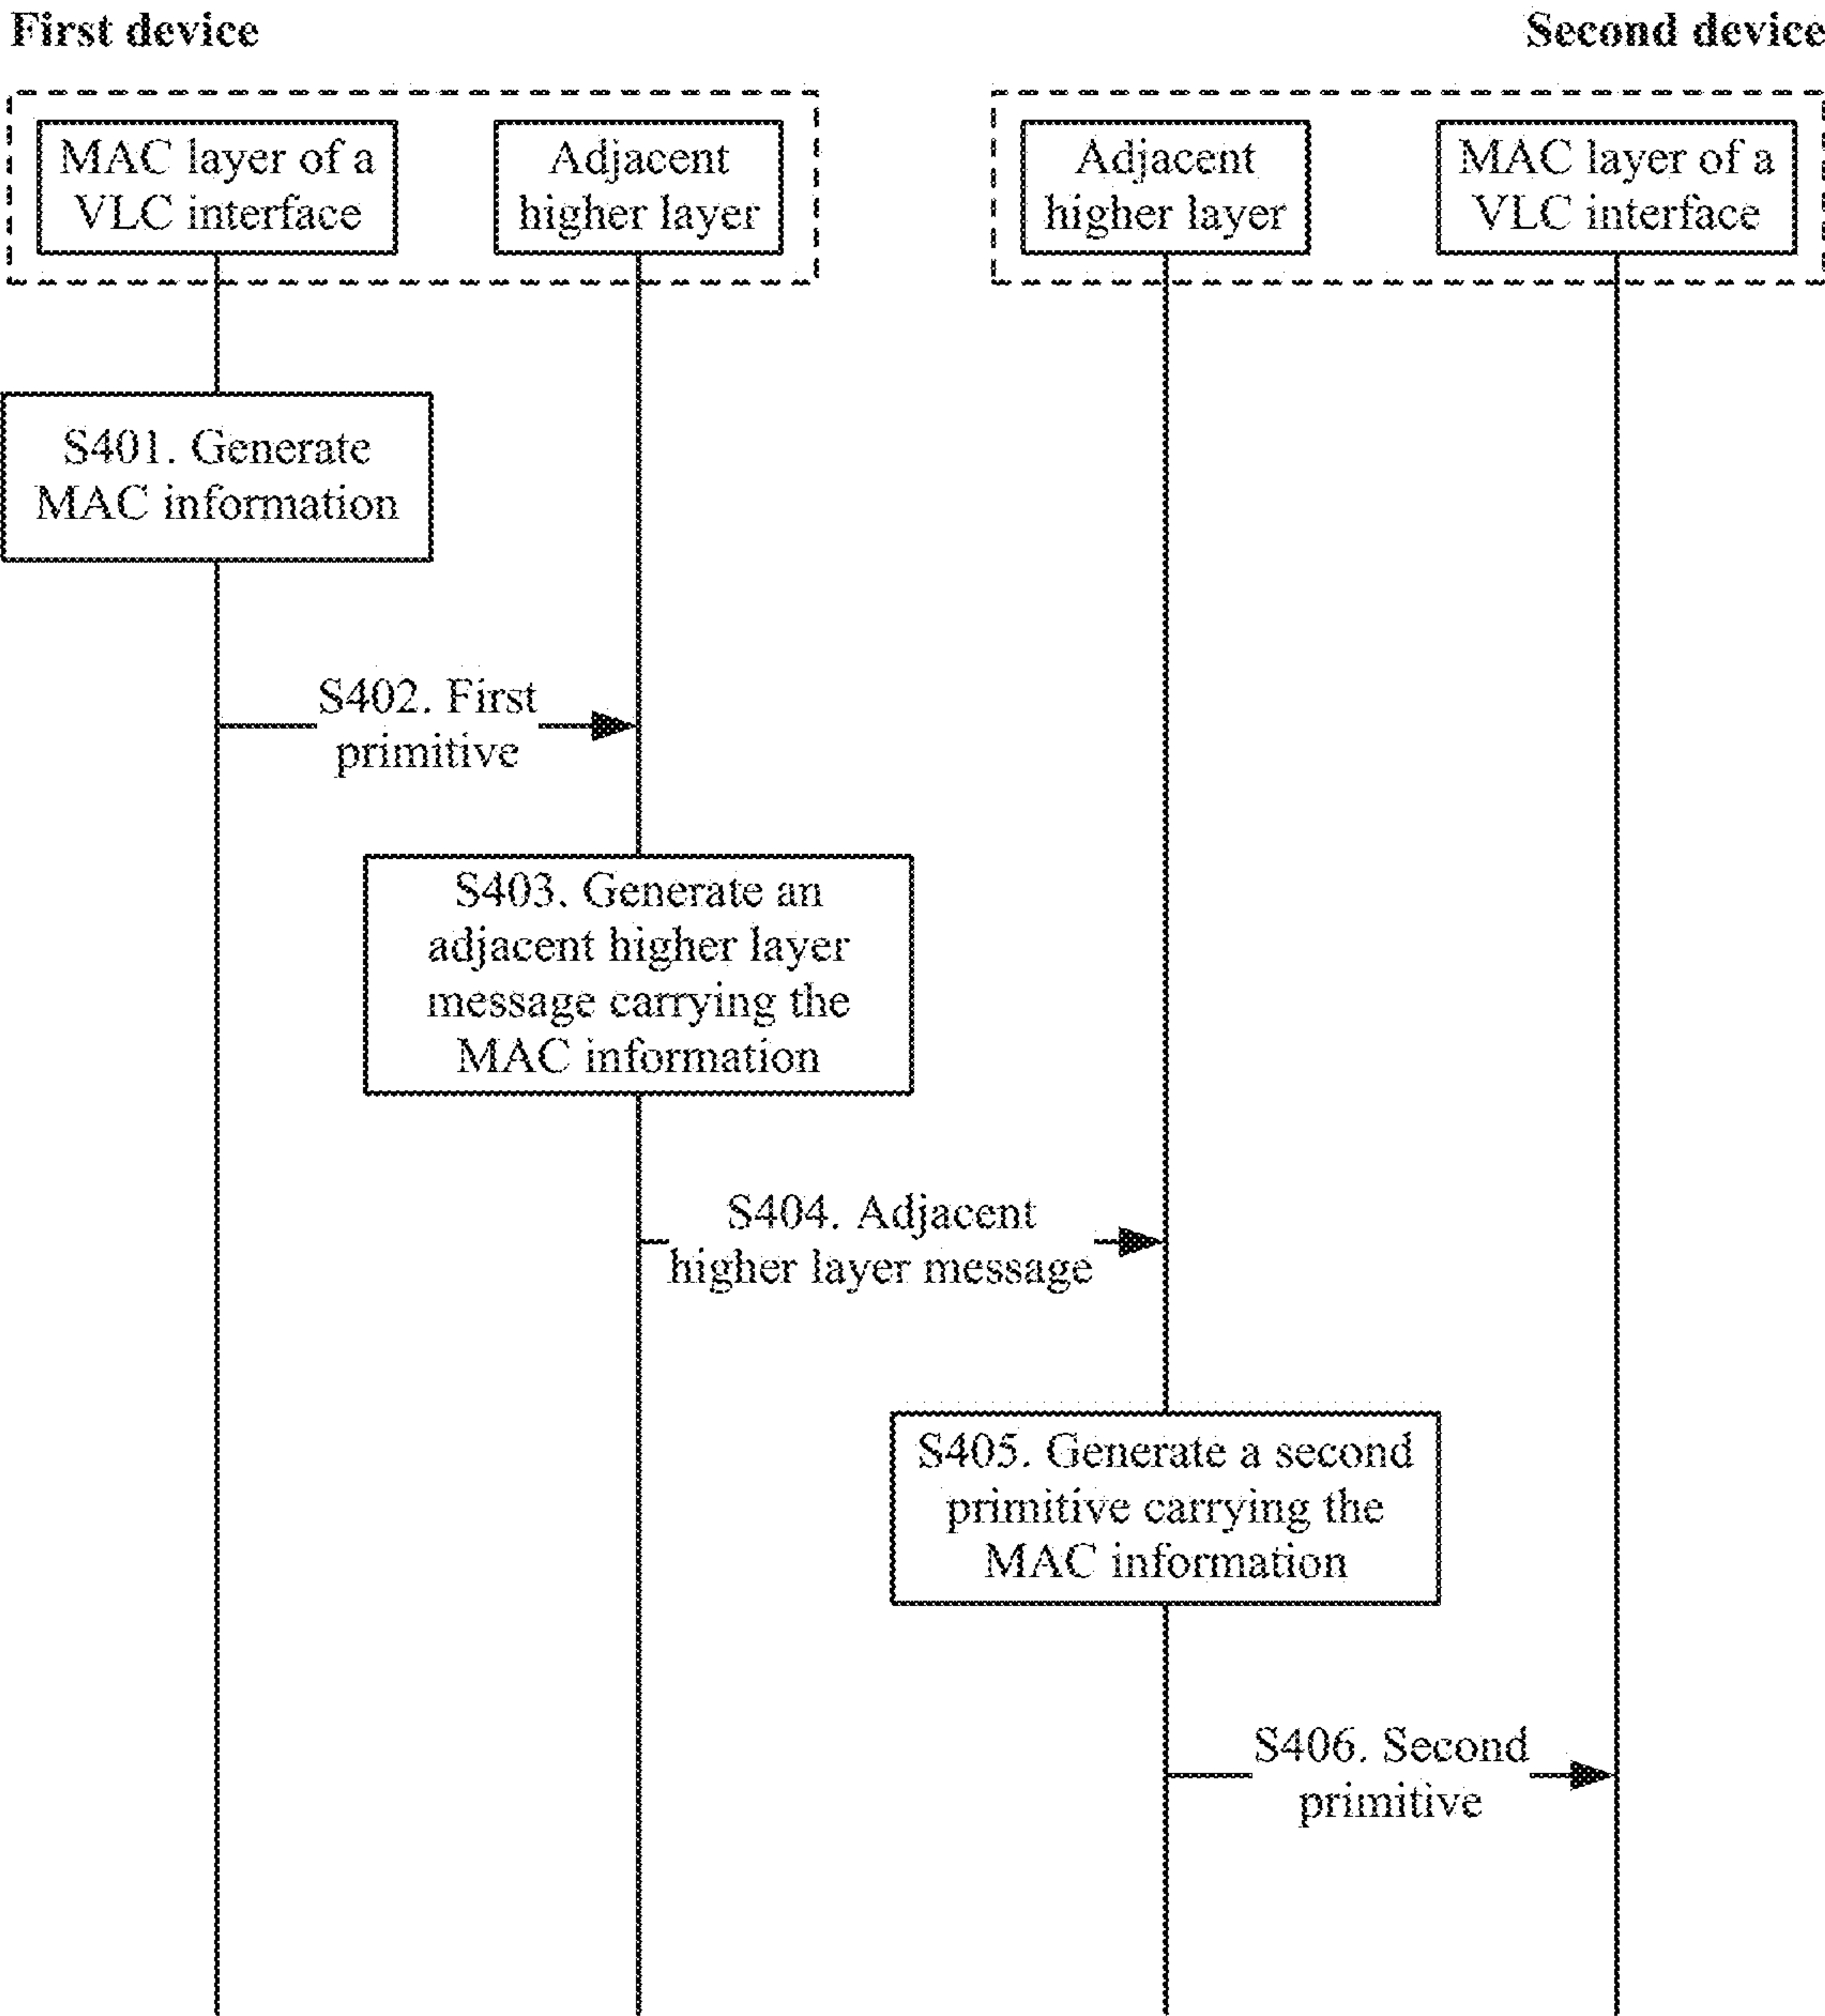 First device
Second device
MAC layer of a
VLC interface
Adjacent
higher layer
Adjacent
higher layer
MAC layer of a
VLC interface
S401. Generate
MAC information
S402. First
primitive
S403. Generate an
adjacent higher layer
message carrying the
MAC information
S404. Adjacent
higher layer message
S405. Generate a second
primitive carrying the
MAC information
S406. Second
primitive